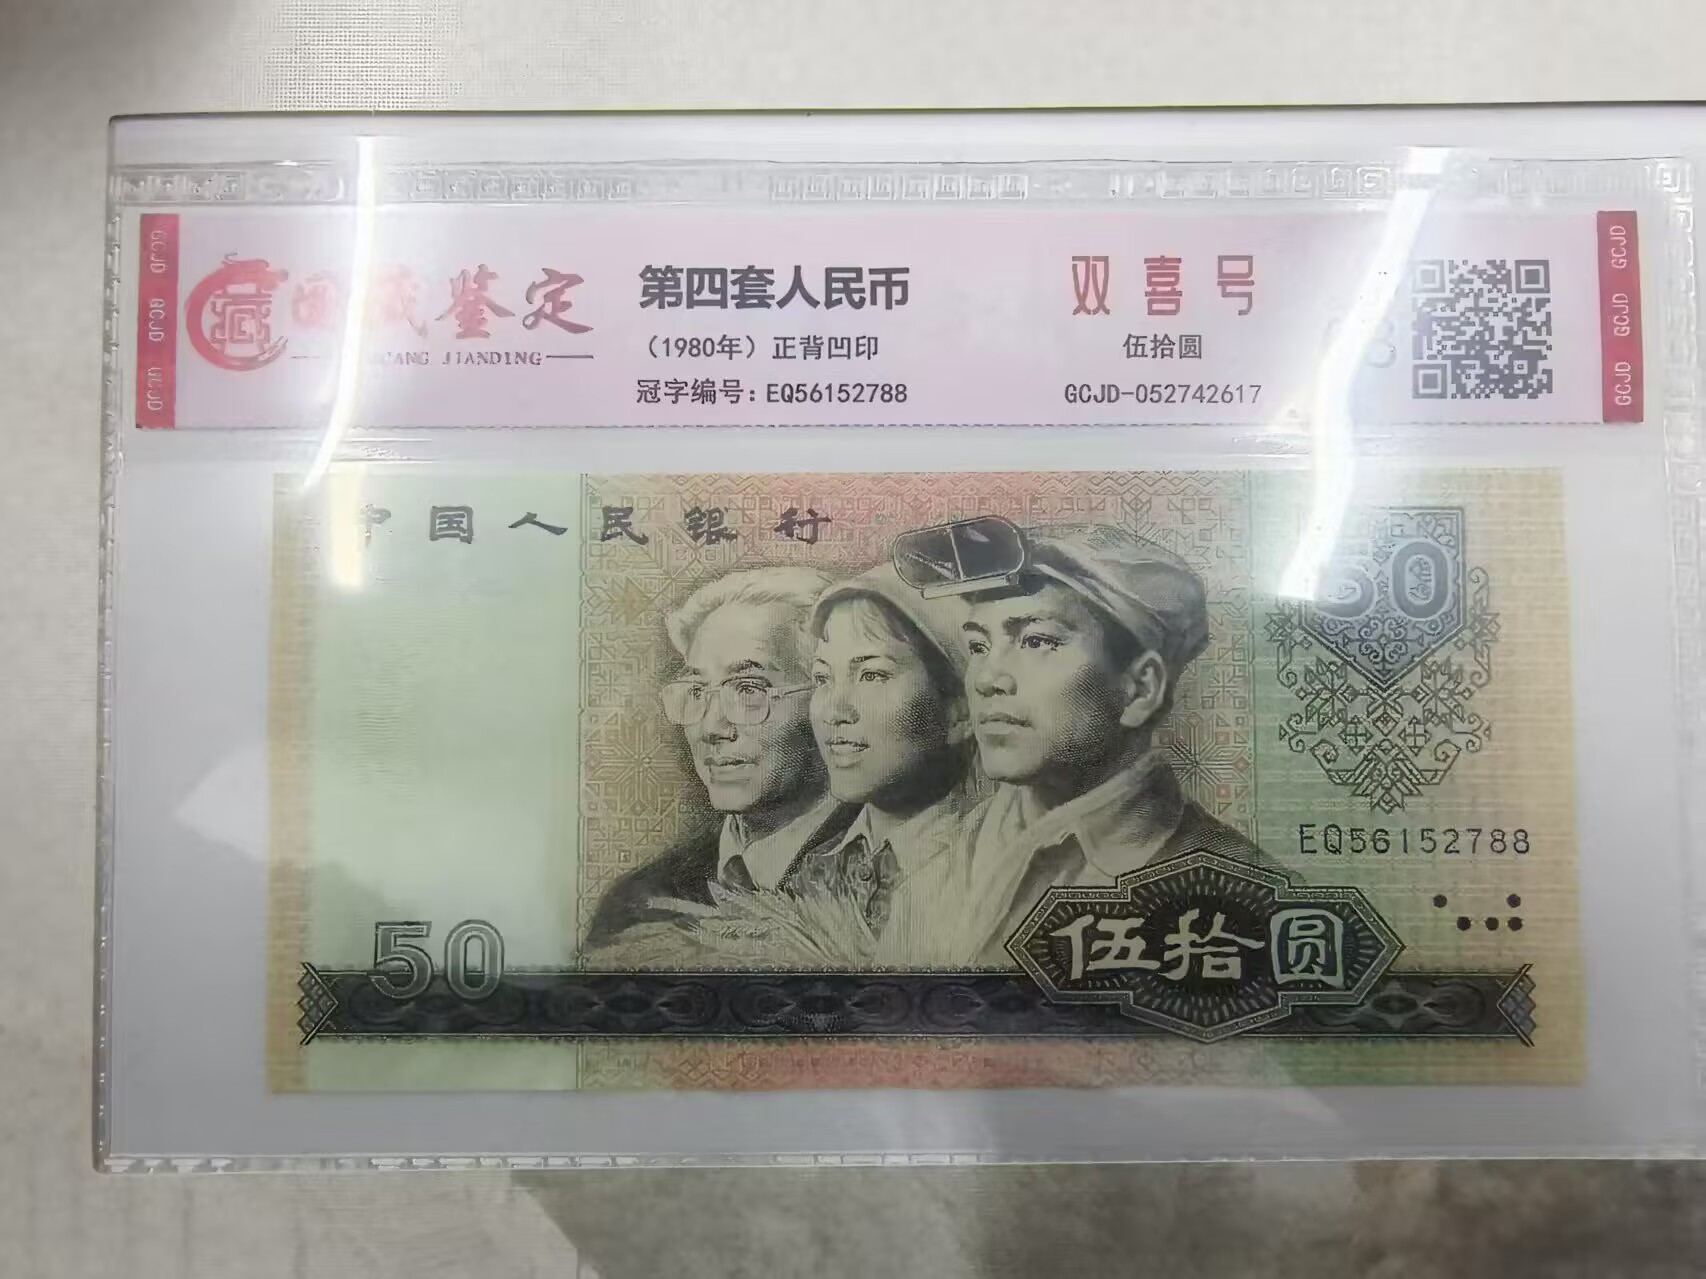 GCJD GCJD GCJD
藏
鉴定
JIANDING
第四套人民币
（1980年）正背凹印
冠字编号：EQ56152788
双喜号
伍拾圆
GCJD-052742617
GCJD GCJD GCJD
中国人民银行
50
EQ56152788
50
伍拾圆